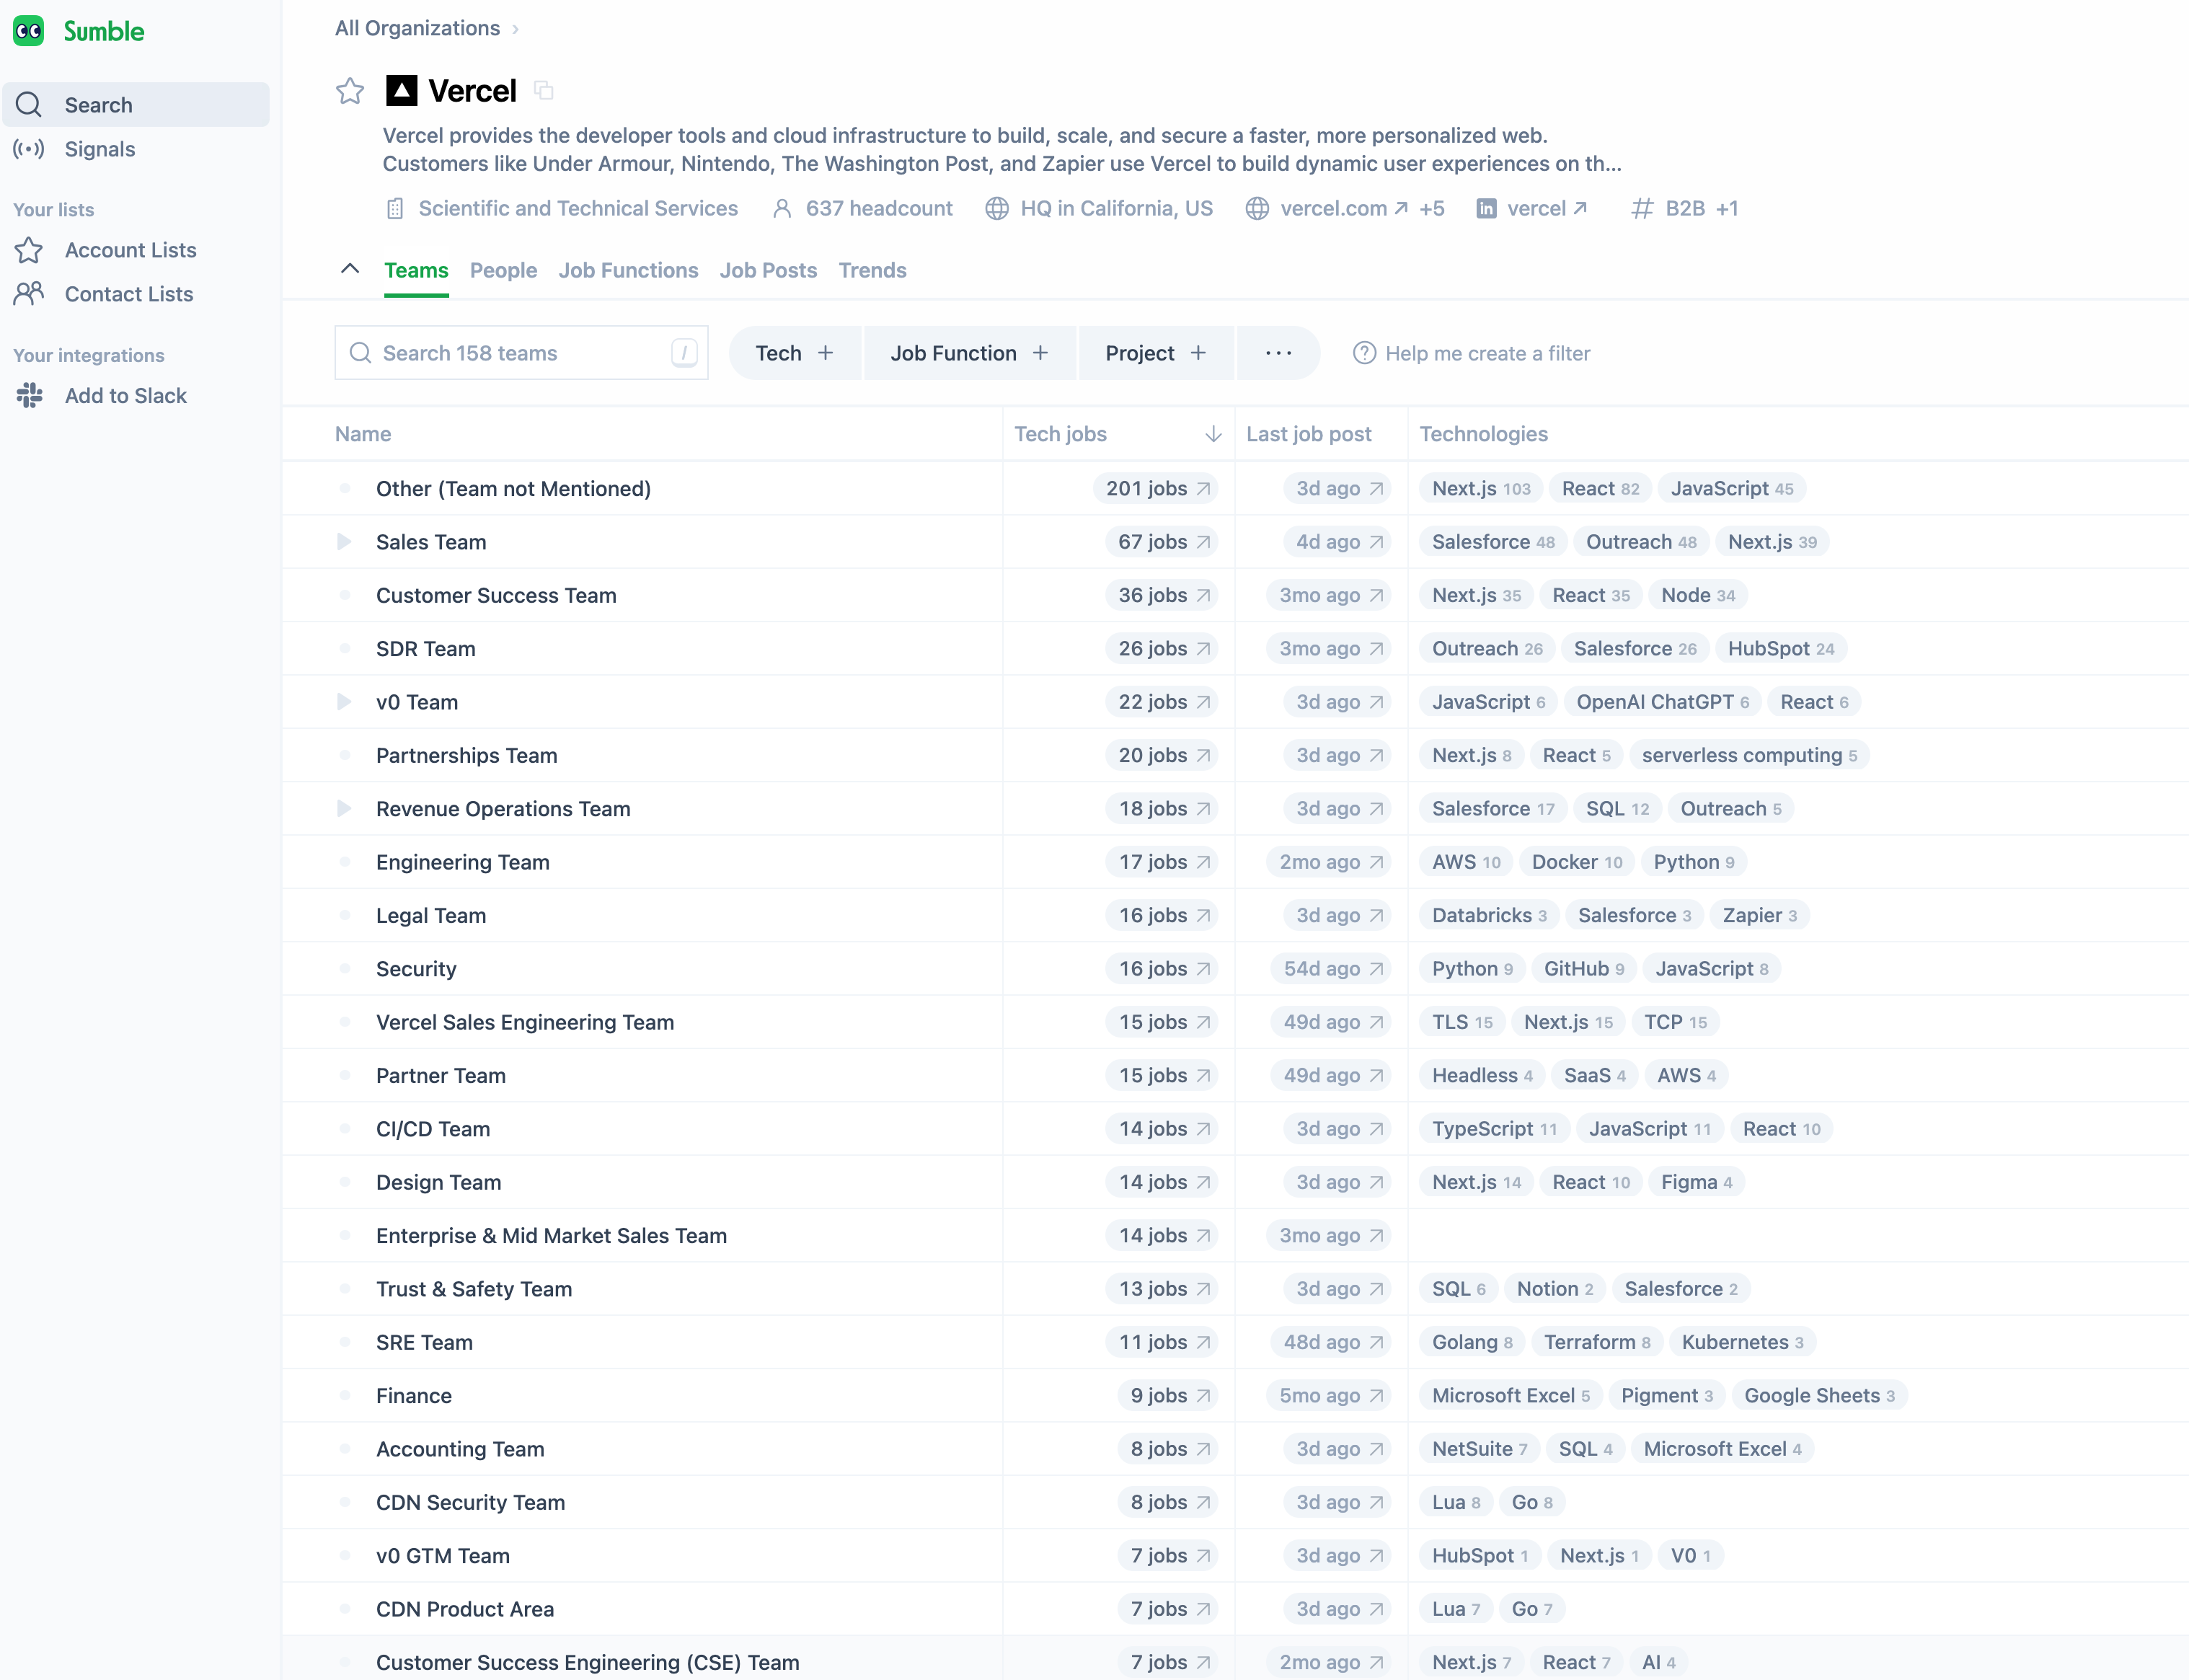 Sumble
Search
Signals
Your lists
Account Lists
Contact Lists
Your integrations
Add to Slack
All Organizations ›
Vercel
Vercel provides the developer tools and cloud infrastructure to build, scale, and secure a faster, more personalized web.
Customers like Under Armour, Nintendo, The Washington Post, and Zapier use Vercel to build dynamic user experiences on th...
Scientific and Technical Services 637 headcount HQ in California, US vercel.com ↗ +5 in vercel ↗ # B2B +1
Teams People Job Functions Job Posts Trends
Search 158 teams / Tech + Job Function + Project + ··· ? Help me create a filter
Name Tech jobs ↓ Last job post Technologies
Other (Team not Mentioned) 201 jobs ↗ 3d ago ↗ Next.js 103 React 82 JavaScript 45
Sales Team 67 jobs ↗ 4d ago ↗ Salesforce 48 Outreach 48 Next.js 39
Customer Success Team 36 jobs ↗ 3mo ago ↗ Next.js 35 React 35 Node 34
SDR Team 26 jobs ↗ 3mo ago ↗ Outreach 26 Salesforce 26 HubSpot 24
v0 Team 22 jobs ↗ 3d ago ↗ JavaScript 6 OpenAI ChatGPT 6 React 6
Partnerships Team 20 jobs ↗ 3d ago ↗ Next.js 8 React 5 serverless computing 5
Revenue Operations Team 18 jobs ↗ 3d ago ↗ Salesforce 17 SQL 12 Outreach 5
Engineering Team 17 jobs ↗ 2mo ago ↗ AWS 10 Docker 10 Python 9
Legal Team 16 jobs ↗ 3d ago ↗ Databricks 3 Salesforce 3 Zapier 3
Security 16 jobs ↗ 54d ago ↗ Python 9 GitHub 9 JavaScript 8
Vercel Sales Engineering Team 15 jobs ↗ 49d ago ↗ TLS 15 Next.js 15 TCP 15
Partner Team 15 jobs ↗ 49d ago ↗ Headless 4 SaaS 4 AWS 4
CI/CD Team 14 jobs ↗ 3d ago ↗ TypeScript 11 JavaScript 11 React 10
Design Team 14 jobs ↗ 3d ago ↗ Next.js 14 React 10 Figma 4
Enterprise & Mid Market Sales Team 14 jobs ↗ 3mo ago ↗
Trust & Safety Team 13 jobs ↗ 3d ago ↗ SQL 6 Notion 2 Salesforce 2
SRE Team 11 jobs ↗ 48d ago ↗ Golang 8 Terraform 8 Kubernetes 3
Finance 9 jobs ↗ 5mo ago ↗ Microsoft Excel 5 Pigment 3 Google Sheets 3
Accounting Team 8 jobs ↗ 3d ago ↗ NetSuite 7 SQL 4 Microsoft Excel 4
CDN Security Team 8 jobs ↗ 3d ago ↗ Lua 8 Go 8
v0 GTM Team 7 jobs ↗ 3d ago ↗ HubSpot 1 Next.js 1 V0 1
CDN Product Area 7 jobs ↗ 3d ago ↗ Lua 7 Go 7
Customer Success Engineering (CSE) Team 7 jobs ↗ 2mo ago ↗ Next.js 7 React 7 AI 4